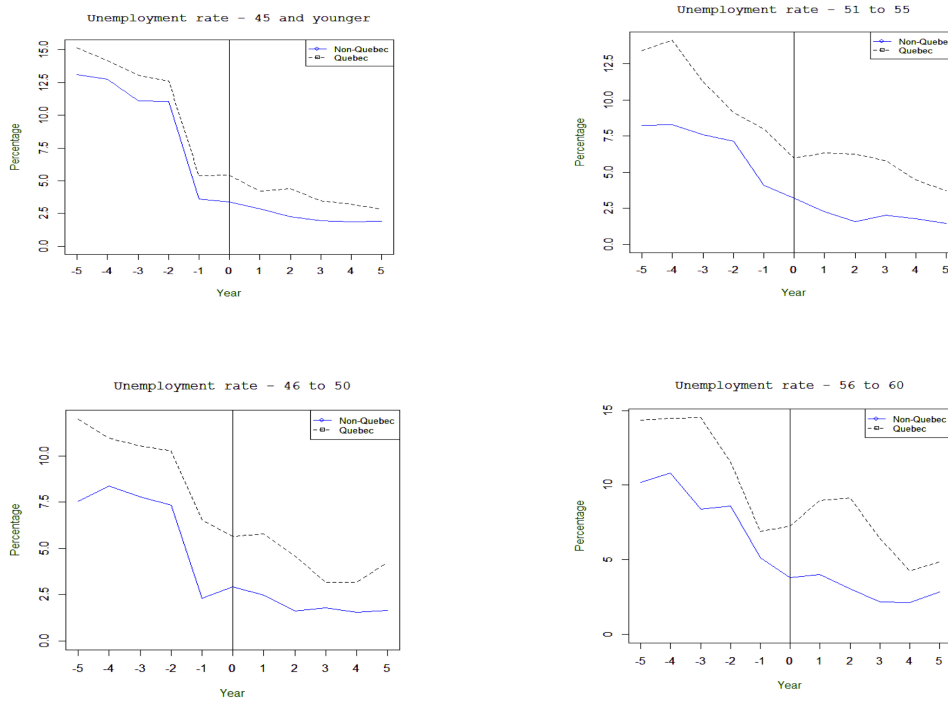 Unemployment rate - 45 and younger
Non-Quebec
Quebec
Percentage
15.0
12.5
10.0
7.5
5.0
2.5
0.0
-5 -4 -3 -2 -1 0 1 2 3 4 5
Year
Unemployment rate - 51 to 55
Non-Quebec
Quebec
Percentage
12.5
10.0
7.5
5.0
2.5
0.0
-5 -4 -3 -2 -1 0 1 2 3 4 5
Year
Unemployment rate - 46 to 50
Non-Quebec
Quebec
Percentage
10.0
7.5
5.0
2.5
0.0
-5 -4 -3 -2 -1 0 1 2 3 4 5
Year
Unemployment rate - 56 to 60
Non-Quebec
Quebec
Percentage
15
10
5
0
-5 -4 -3 -2 -1 0 1 2 3 4 5
Year